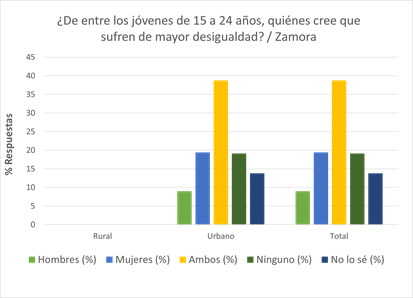 ¿De entre los jóvenes de 15 a 24 años, quiénes cree que
sufren de mayor desigualdad? / Zamora
% Respuestas
45
40
35
30
25
20
15
10
5
0
Rural Urbano Total
Hombres (%) Mujeres (%) Ambos (%) Ninguno (%) No lo sé (%)